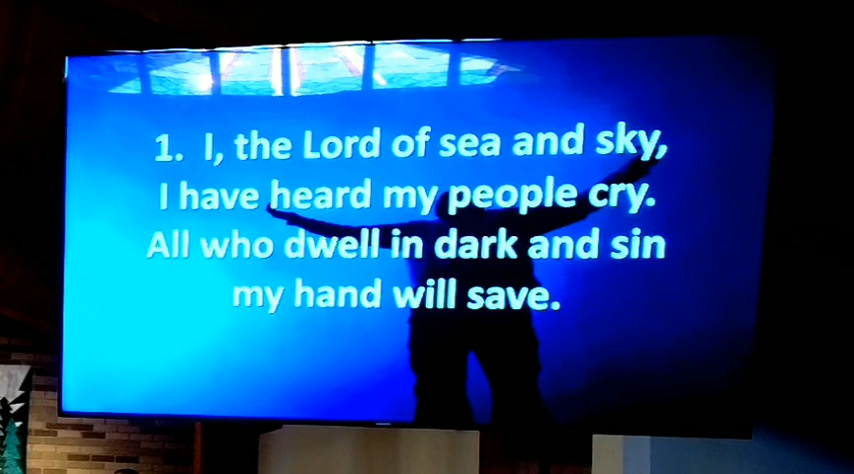 1. I, the Lord of sea and sky,
I have heard my people cry.
All who dwell in dark and sin
my hand will save.